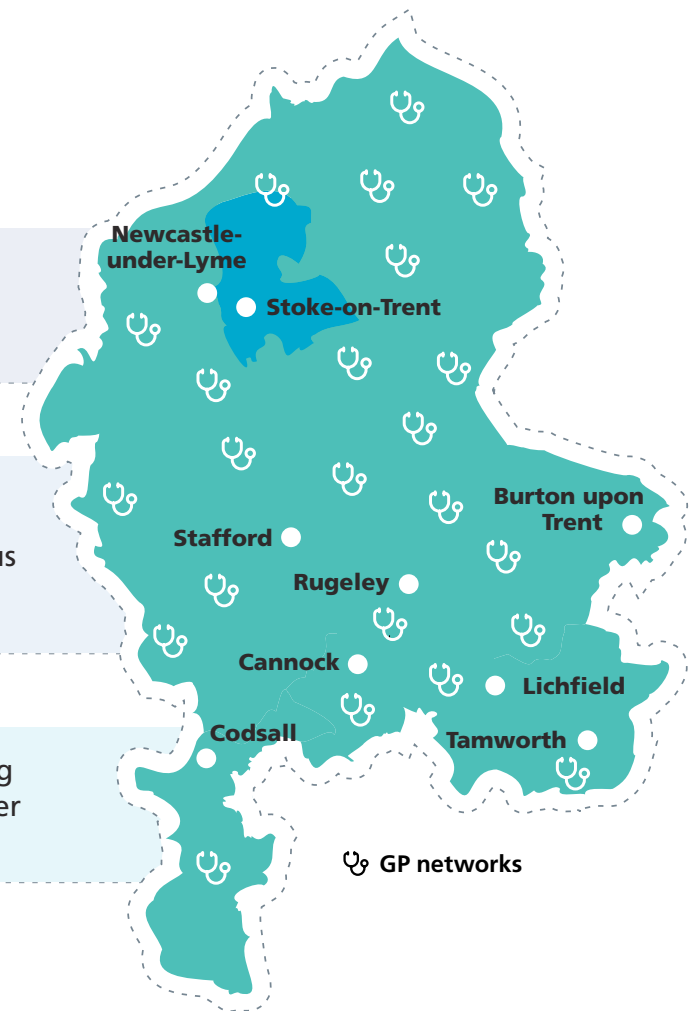 Newcastle-
under-Lyme
Stoke-on-Trent
Burton upon
Trent
Stafford
us
Rugeley
Cannock
Lichfield
Codsall
Tamworth
g
er
GP networks